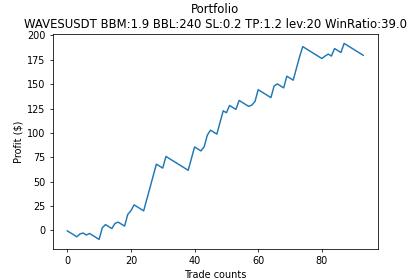 Portfolio
WAVESUSDT BBM:1.9 BBL:240 SL:0.2 TP:1.2 lev:20 WinRatio:39.0
200
175
150
125
100
75
50
25
0
Profit ($)
0 20 40 60 80
Trade counts